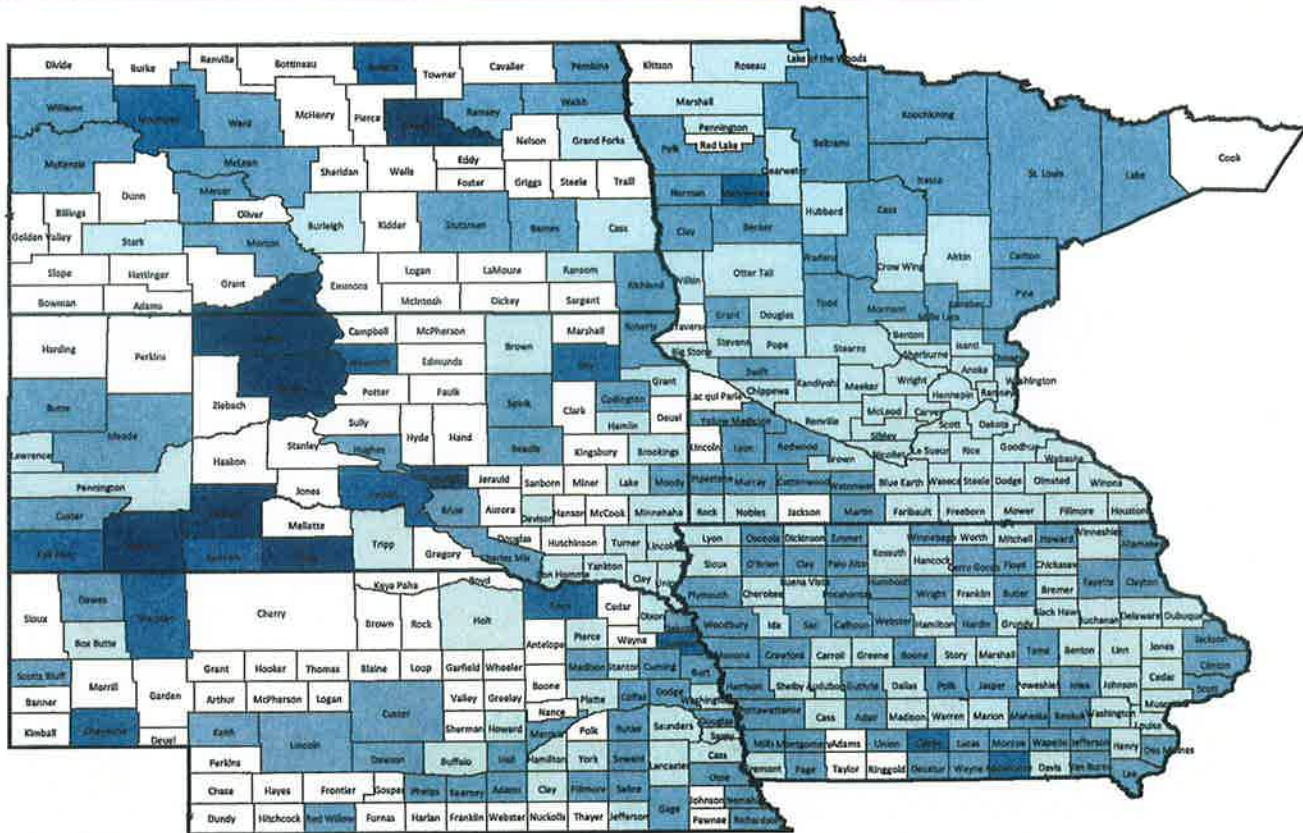 Divide Burke Renville Bottineau Towner Cavalier Pembina Kittson Roseau Lake of the Woods
Williams Ward McHenry Pierce Ramsey Walsh Marshall Koochiching
Pennington
Nelson Grand Forks Polk Red Lake Beltrami Cook
McKenzie McLean Sheridan Wells Eddy Clearwater Itasca St. Louis Lake
Dunn Mercer Foster Griggs Steele Traill Norman Hubbard Cass
Billings Oliver
Golden Valley Stark Morton Burleigh Kidder Stutsman Barnes Cass Clay Becker
Slope Hettinger Grant Logan LaMoure Ransom Richland Wilkin Otter Tail Wadena Crow Wing Aitkin Carlton
Bowman Adams Emmons McIntosh Dickey Sargent Todd Morrison Mille Lacs Pine
Grant Douglas
Harding Perkins Campbell McPherson Brown Marshall Roberts Traverse Stevens Pope Stearns Benton Isanti
Edmunds Day Big Stone Sherburne Anoka Washington
Butte Meade Ziebach Potter Faulk Spink Clark Codington Grant Swift Kandiyohi Meeker Wright Hennepin Ramsey
Hamlin Deuel Lac qui Parle Chippewa McLeod Carver
Sully Hyde Hand Yellow Medicine Renville Sibley Scott Dakota
Lawrence Haakon Stanley Hughes Beadle Kingsbury Brookings Lincoln Lyon Redwood Nicollet Le Sueur Rice Goodhue Wabasha
Brown
Pennington Jones Jerauld Sanborn Miner Lake Moody Pipestone Murray Cottonwood Watonwan Blue Earth Waseca Steele Dodge Olmsted Winona
Custer Mellette Brule Aurora Davison Hanson McCook Minnehaha Rock Nobles Jackson Martin Faribault Freeborn Mower Fillmore Houston
Fall River Tripp Gregory Douglas Hutchinson Turner Lincoln Lyon Osceola Dickinson Emmet Kossuth Winnebago Worth Mitchell Howard Winneshiek Allamakee
Charles Mix Bon Homme Yankton Clay Union Sioux O'Brien Clay Palo Alto Hancock Cerro Gordo Floyd Chickasaw
Keya Paha Boyd
Sioux Dawes Sheridan Cherry Brown Rock Holt Knox Cedar Dixon Plymouth Cherokee Buena Vista Pocahontas Humboldt Wright Franklin Butler Bremer Fayette Clayton
Box Butte Antelope Pierce Wayne Woodbury Ida Sac Calhoun Webster Hamilton Hardin Grundy Black Hawk Buchanan Delaware Dubuque
Scotts Bluff Morrill Garden Grant Hooker Thomas Blaine Loop Garfield Wheeler Madison Stanton Cuming Burt Monona Crawford Carroll Greene Boone Story Marshall Tama Benton Linn Jones Jackson
Banner Arthur McPherson Logan Valley Greeley Boone Platte Colfax Dodge Washington Harrison Shelby Audubon Guthrie Dallas Polk Jasper Poweshiek Iowa Johnson Cedar Clinton
Scott
Kimball Cheyenne Deuel Keith Lincoln Custer Sherman Howard Nance Merrick Polk Butler Saunders Douglas Sarpy Pottawattamie Cass Adair Madison Warren Marion Mahaska Keokuk Washington Muscatine Louisa
Perkins Dawson Buffalo Hall Hamilton York Seward Lancaster Cass Otoe Mills Montgomery Adams Union Clarke Lucas Monroe Wapello Jefferson Henry Des Moines
Chase Hayes Frontier Gosper Phelps Kearney Adams Clay Fillmore Saline Gage Johnson Nemaha Fremont Page Taylor Ringgold Decatur Wayne Davis Van Buren Lee
Dundy Hitchcock Red Willow Furnas Harlan Franklin Webster Nuckolls Thayer Jefferson Pawnee Richardson